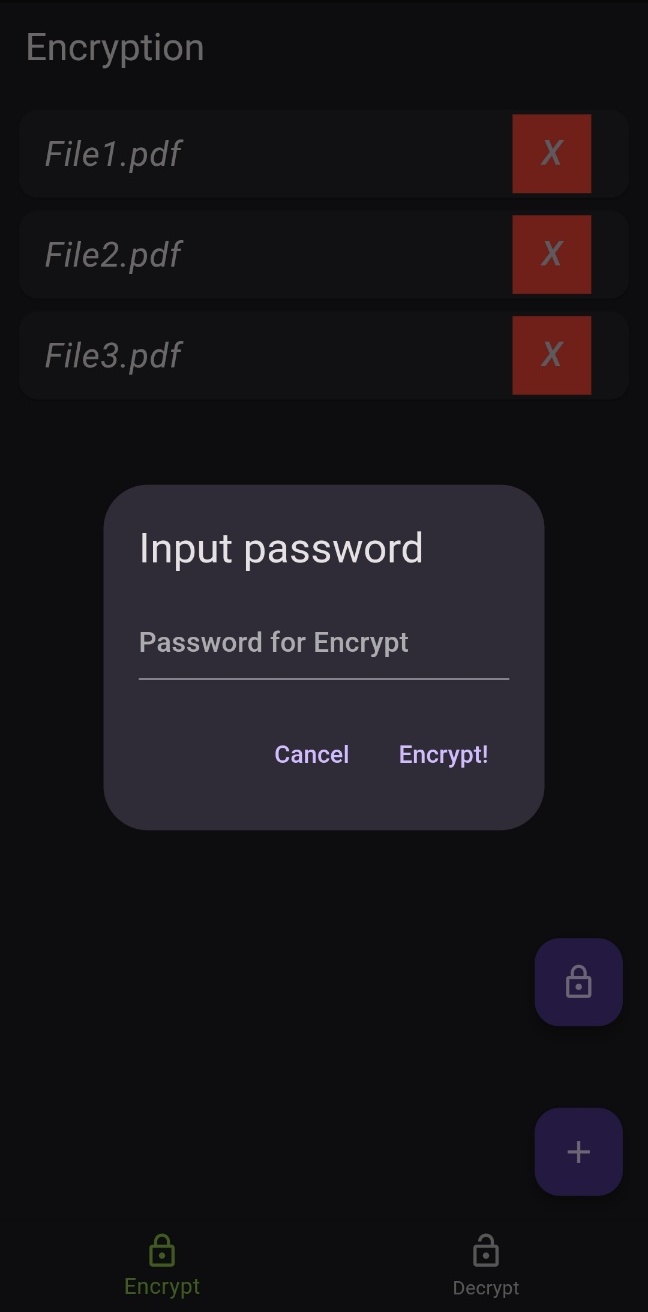 Encryption
File1.pdf X
File2.pdf X
File3.pdf X
Input password
Password for Encrypt
Cancel Encrypt!
+
Encrypt Decrypt